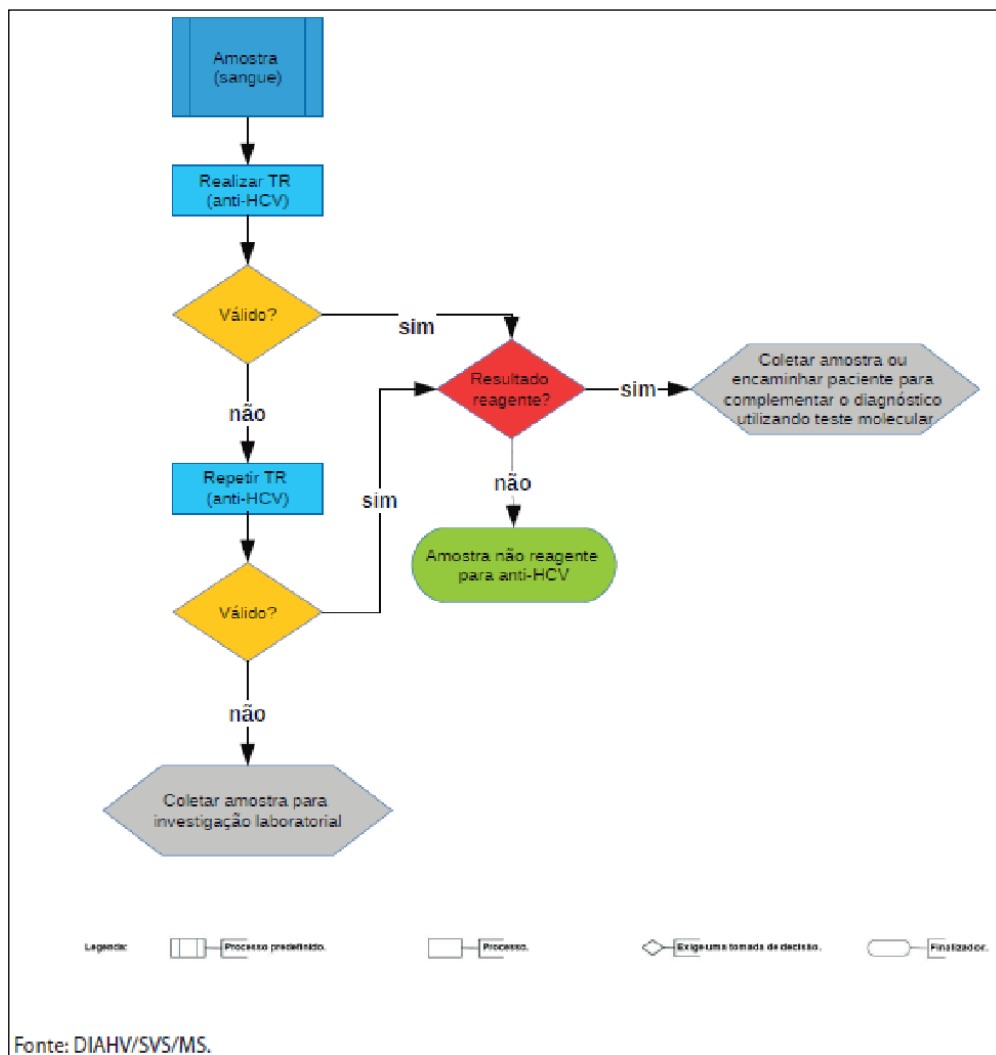 Amostra
(sangue)
Realizar TR
(anti-HCV)
Válido?
sim
Resultado
reagente?
sim
Coletar amostra ou
encaminhar paciente para
complementar o diagnóstico
utilizando teste molecular
não
não
Repetir TR
(anti-HCV)
sim
Amostra não reagente
para anti-HCV
Válido?
não
Coletar amostra para
investigação laboratorial
Legenda:
Processo predefinido.
Processo.
Exige uma tomada de decisão.
Finalizador.
Fonte: DIAHV/SVS/MS.